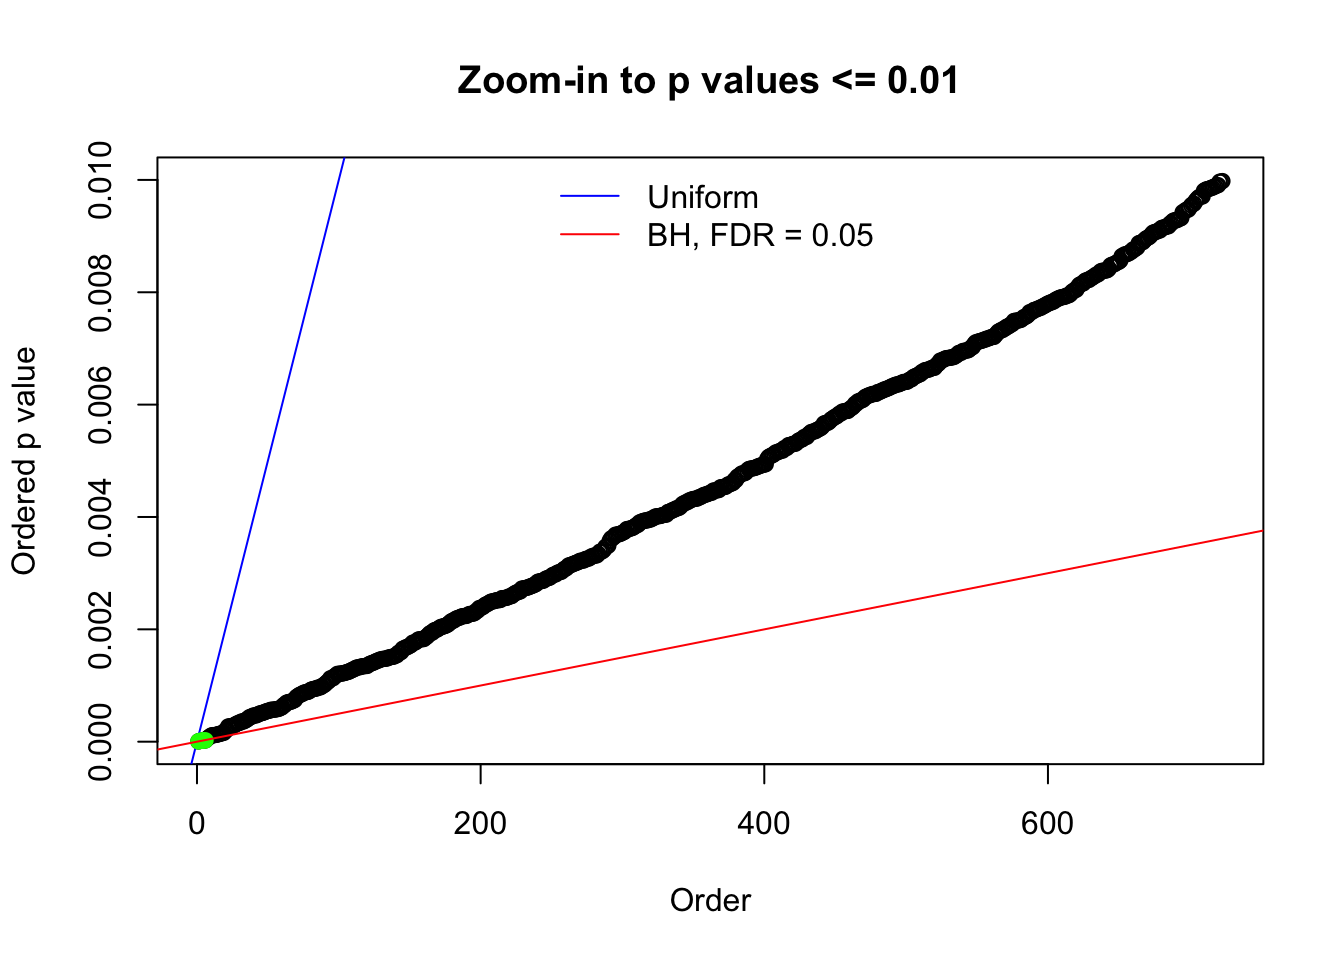 Zoom-in to p values <= 0.01
Uniform
BH, FDR = 0.05
Ordered p value
0.010
0.008
0.006
0.004
0.002
0.000
0
200
400
600
Order